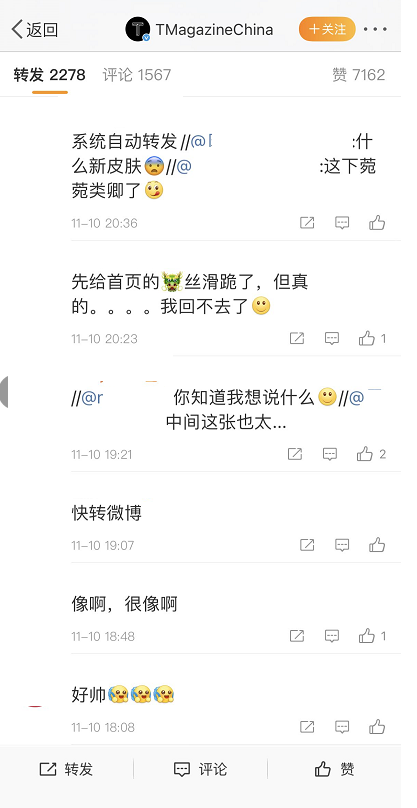 返回
TMagazineChina
+关注
转发 2278 评论 1567 赞 7162
系统自动转发//@ :什
么新皮肤//@ :这下菀
菀类卿了
11-10 20:36
先给首页的丝滑跪了，但真
的。。。。我回不去了
11-10 20:23
1
//@r 你知道我想说什么//@
中间这张也太...
11-10 19:21
2
快转微博
11-10 19:07
像啊，很像啊
11-10 18:48
1
好帅
11-10 18:08
转发 评论 赞